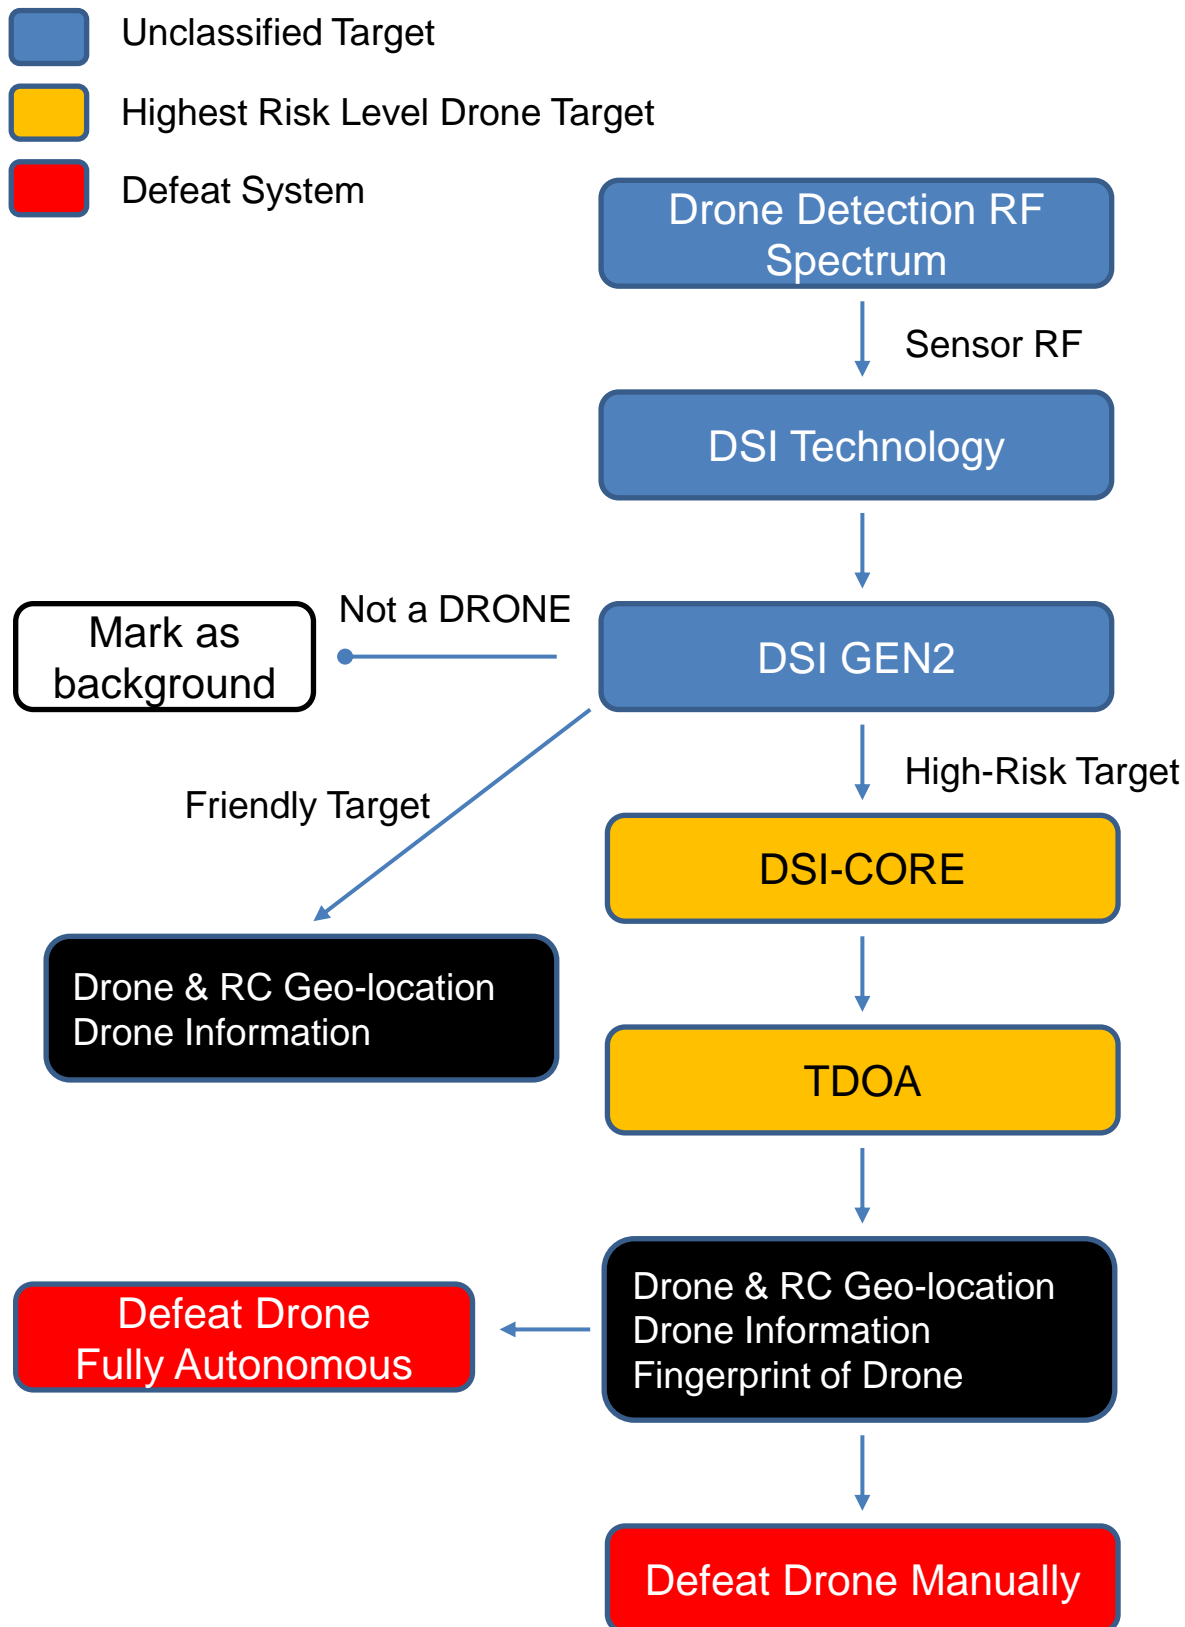 Unclassified Target
Highest Risk Level Drone Target
Defeat System
Drone Detection RF
Spectrum
Sensor RF
DSI Technology
Not a DRONE
Mark as
background
DSI GEN2
High-Risk Target
Friendly Target
DSI-CORE
Drone & RC Geo-location
Drone Information
TDOA
Drone & RC Geo-location
Drone Information
Fingerprint of Drone
Defeat Drone
Fully Autonomous
Defeat Drone Manually